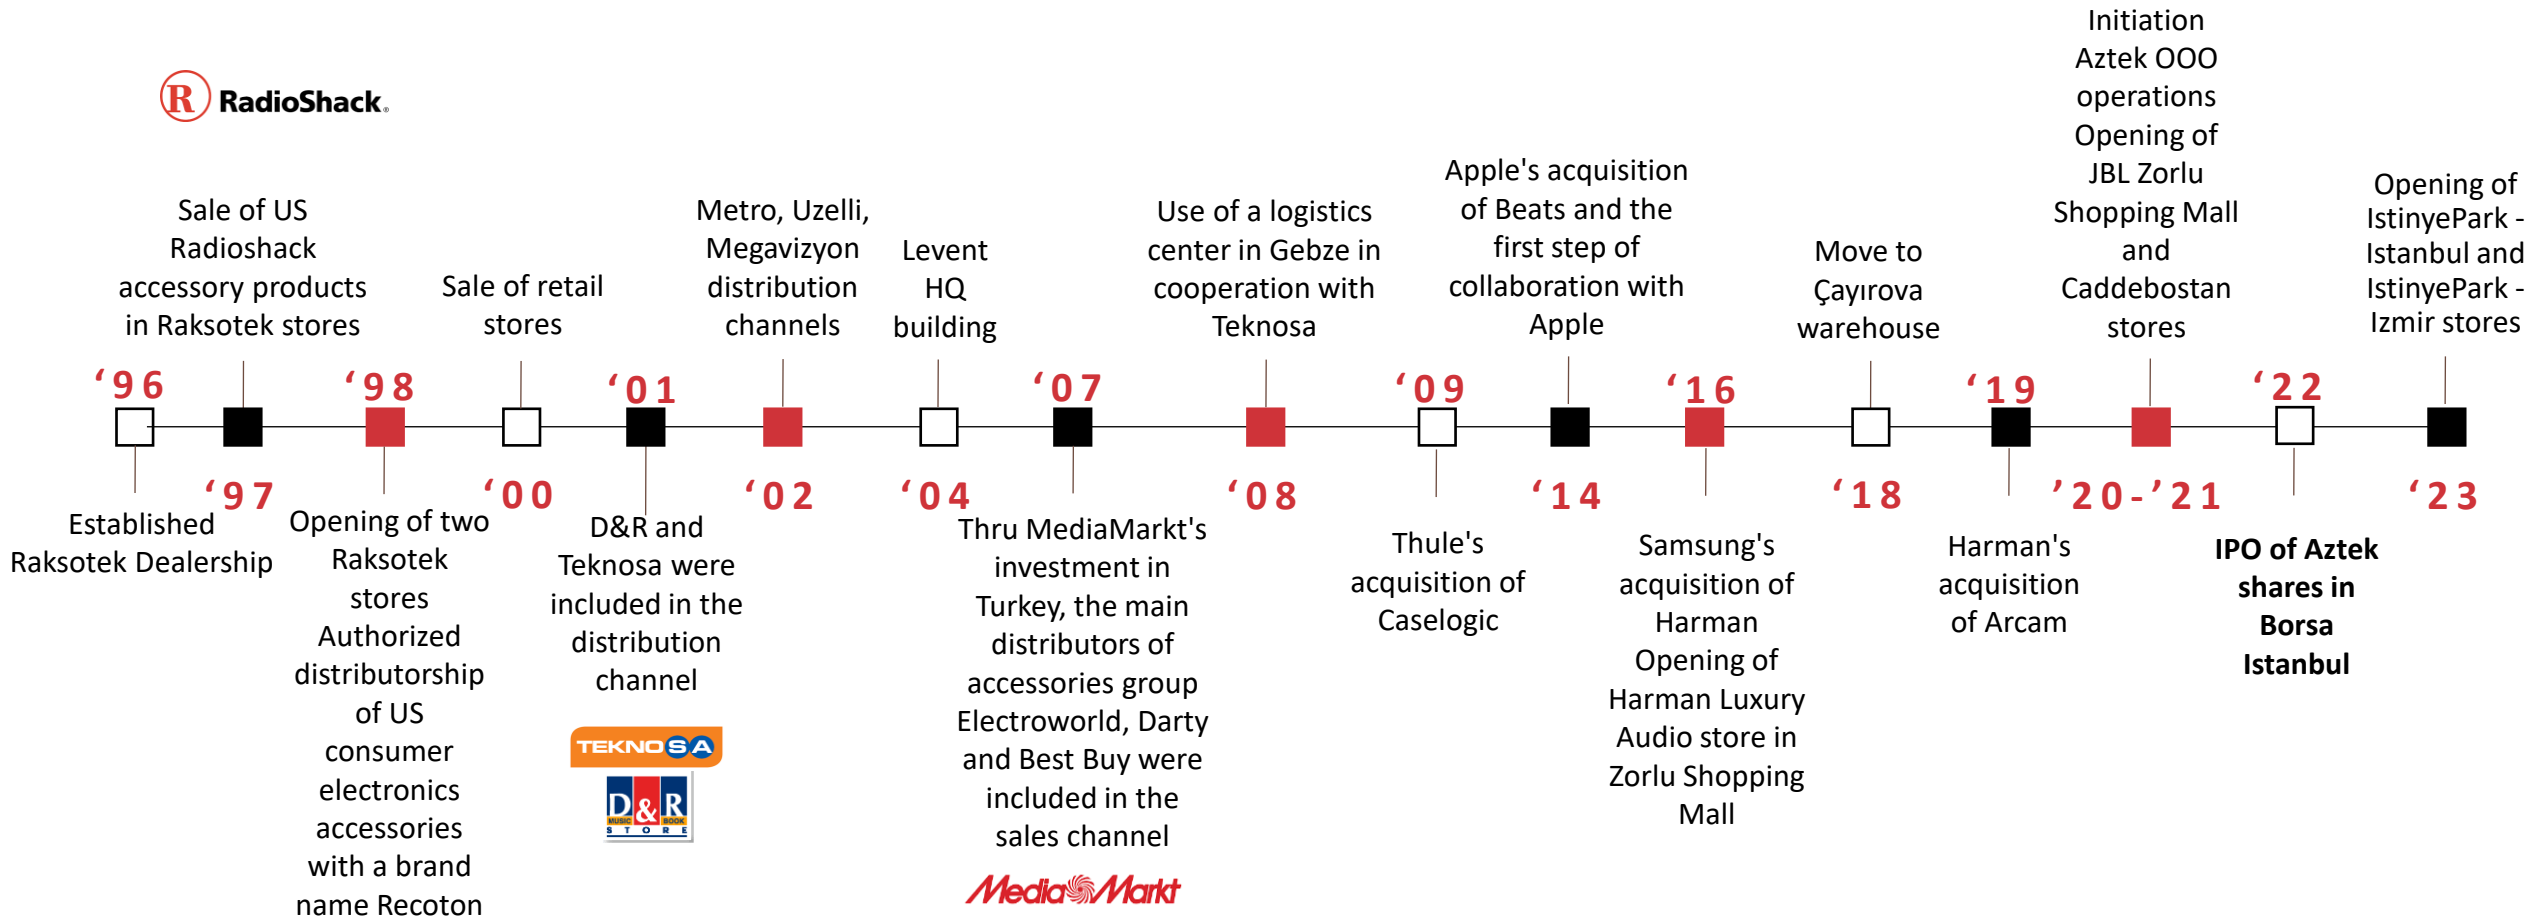 R RadioShack®
Sale of US
Radioshack
accessory products
in Raksotek stores
Sale of retail
stores
Metro, Uzelli,
Megavizyon
distribution
channels
Levent
HQ
building
Use of a logistics
center in Gebze in
cooperation with
Teknosa
Apple's acquisition
of Beats and the
first step of
collaboration with
Apple
Move to
Çayırova
warehouse
Initiation
Aztek OOO
operations
Opening of
JBL Zorlu
Shopping Mall
and
Caddebostan
stores
Opening of
IstinyePark -
Istanbul and
IstinyePark -
Izmir stores
‘96
‘98
‘01
‘07
‘09
‘16
‘19
‘22
‘97
‘00
‘02
‘04
‘08
‘14
‘18
’20-’21
‘23
Established
Raksotek Dealership
Opening of two
Raksotek
stores
Authorized
distributorship
of US
consumer
electronics
accessories
with a brand
name Recoton
D&R and
Teknosa were
included in the
distribution
channel
TEKNOSA
D&R
MUSIC BOOK
STORE
Thru MediaMarkt's
investment in
Turkey, the main
distributors of
accessories group
Electroworld, Darty
and Best Buy were
included in the
sales channel
MediaMarkt
Thule's
acquisition of
Caselogic
Samsung's
acquisition of
Harman
Opening of
Harman Luxury
Audio store in
Zorlu Shopping
Mall
Harman's
acquisition
of Arcam
IPO of Aztek
shares in
Borsa
Istanbul